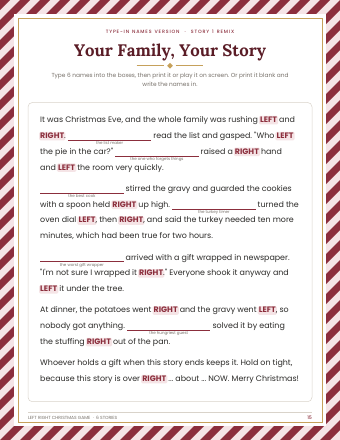 TYPE-IN NAMES VERSION · STORY 1 REMIX
Your Family, Your Story
Type 6 names into the boxes, then print it or play it on screen. Or print it blank and
write the names in.
It was Christmas Eve, and the whole family was rushing LEFT and
RIGHT. ____ read the list and gasped. "Who LEFT
the list maker
the pie in the car?" ____ raised a RIGHT hand
the one who forgets things
and LEFT the room very quickly.
____ stirred the gravy and guarded the cookies
the best cook
with a spoon held RIGHT up high. ____ turned the
the turkey timer
oven dial LEFT, then RIGHT, and said the turkey needed ten more
minutes, which had been true for two hours.
____ arrived with a gift wrapped in newspaper.
the worst gift wrapper
"I'm not sure I wrapped it RIGHT." Everyone shook it anyway and
LEFT it under the tree.
At dinner, the potatoes went RIGHT and the gravy went LEFT, so
nobody got anything. ____ solved it by eating
the hungriest guest
the stuffing RIGHT out of the pan.
Whoever holds a gift when this story ends keeps it. Hold on tight,
because this story is over RIGHT ... about ... NOW. Merry Christmas!
LEFT RIGHT CHRISTMAS GAME · 5 STORIES
16